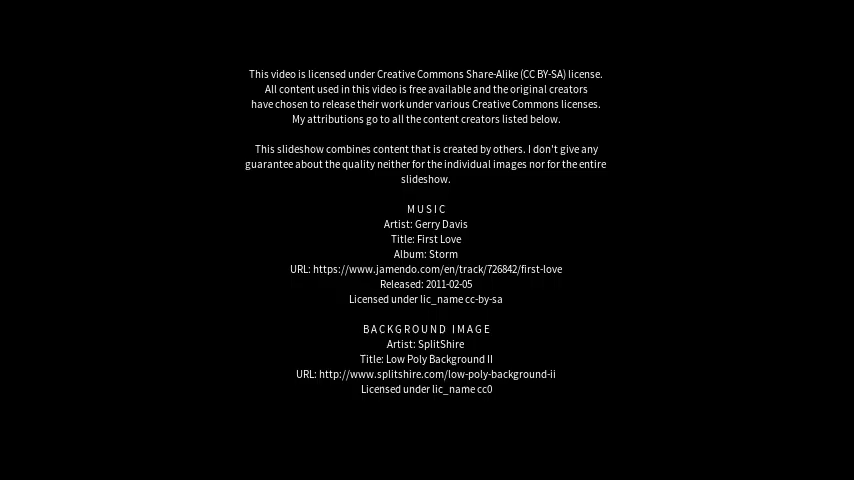 This video is licensed under Creative Commons Share-Alike (CC BY-SA) license.
All content used in this video is free available and the original creators
have chosen to release their work under various Creative Commons licenses.
My attributions go to all the content creators listed below.
This slideshow combines content that is created by others. I don't give any
guarantee about the quality neither for the individual images nor for the entire
slideshow.
MUSIC
Artist: Gerry Davis
Title: First Love
Album: Storm
URL: https://www.jamendo.com/en/track/726842/first-love
Released: 2011-02-05
Licensed under lic_name cc-by-sa
BACKGROUND IMAGE
Artist: SplitShire
Title: Low Poly Background II
URL: http://www.splitshire.com/low-poly-background-ii
Licensed under lic_name cc0